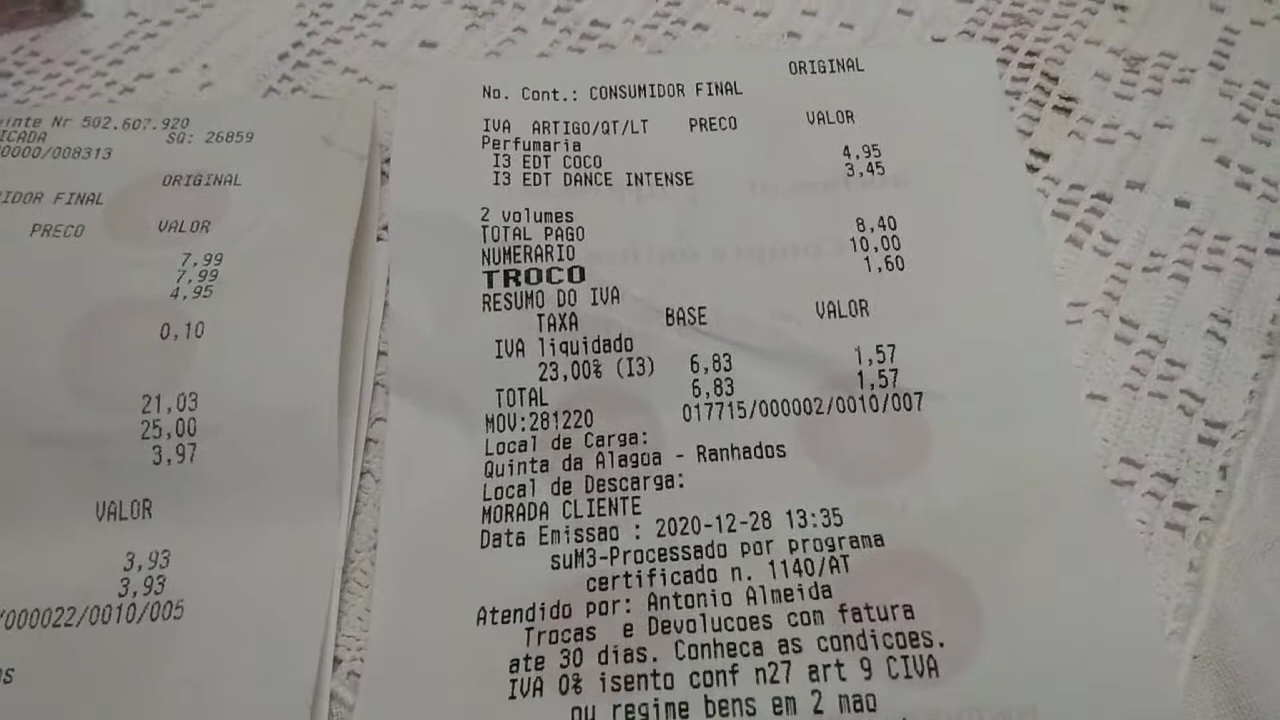 einte Nr 502.607.920
ICADA SQ: 26859
0000/008313
ORIGINAL
IDOR FINAL
PRECO VALOR
7,99
7,99
4,95
0,10
21,03
25,00
3,97
VALOR
3,93
3,93
/000022/0010/005
ORIGINAL
No. Cont.: CONSUMIDOR FINAL
IVA ARTIGO/QT/LT PRECO VALOR
Perfumaria
I3 EDT COCO 4,95
I3 EDT DANCE INTENSE 3,45
2 volumes
TOTAL PAGO 8,40
NUMERARIO 10,00
TROCO 1,60
RESUMO DO IVA
TAXA BASE VALOR
IVA liquidado
23,00% (I3) 6,83 1,57
TOTAL 6,83 1,57
MOV:281220 017715/000002/0010/007
Local de Carga:
Quinta da Alagoa - Ranhados
Local de Descarga:
MORADA CLIENTE
Data Emissao : 2020-12-28 13:35
suM3-Processado por programa
certificado n. 1140/AT
Atendido por: Antonio Almeida
Trocas e Devolucoes com fatura
ate 30 dias. Conheca as condicoes.
IVA 0% isento conf n27 art 9 CIVA
ou regime bens em 2 mao